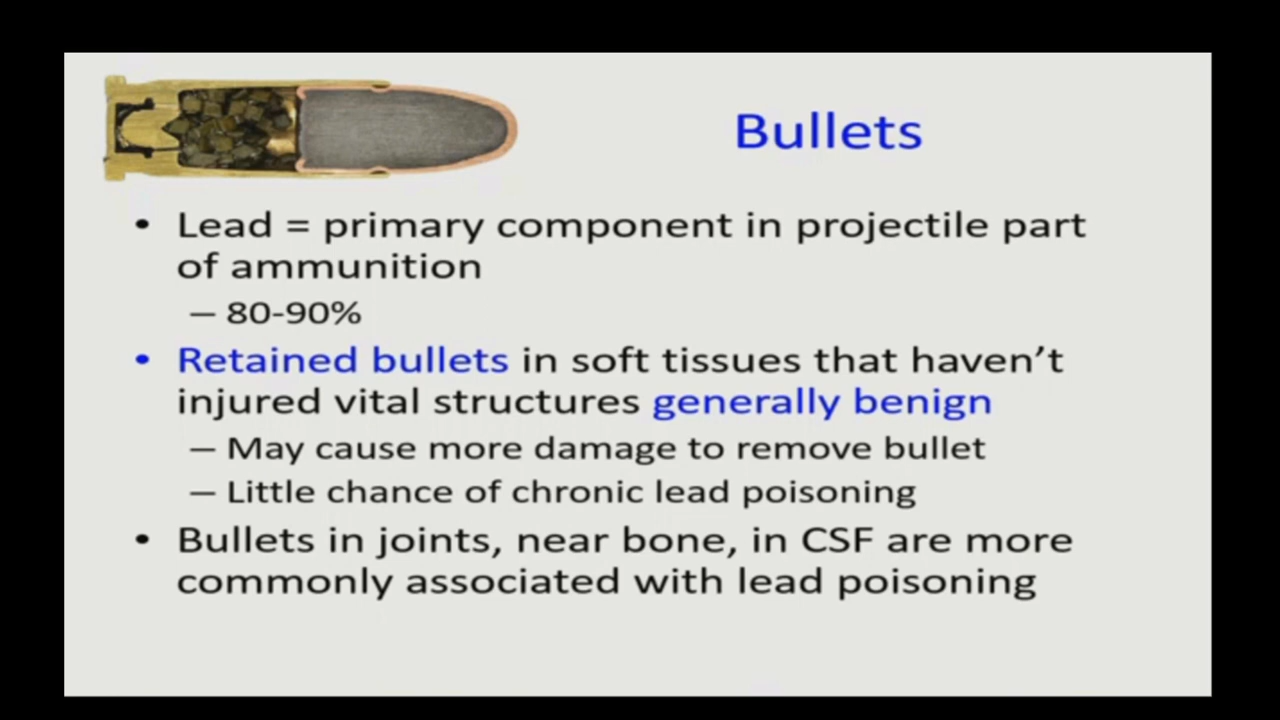 Bullets
• Lead = primary component in projectile part
of ammunition
– 80-90%
• Retained bullets in soft tissues that haven’t
injured vital structures generally benign
– May cause more damage to remove bullet
– Little chance of chronic lead poisoning
• Bullets in joints, near bone, in CSF are more
commonly associated with lead poisoning